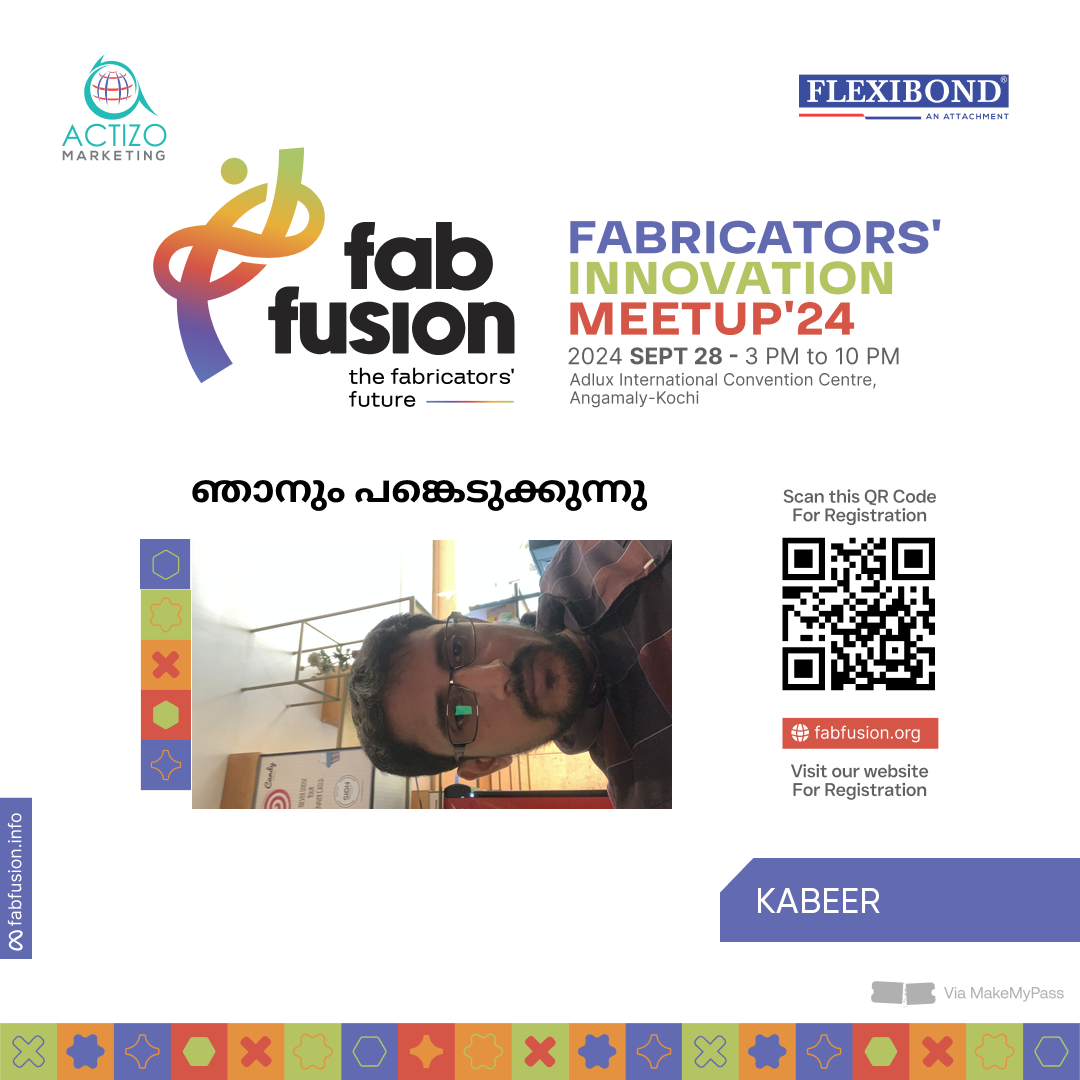 ACTIZO
MARKETING
FLEXIBOND®
AN ATTACHMENT
fab
fusion
the fabricators'
future
FABRICATORS'
INNOVATION
MEETUP'24
2024 SEPT 28 - 3 PM to 10 PM
Adlux International Convention Centre,
Angamaly-Kochi
ഞാനും പങ്കെടുക്കുന്നു
Scan this QR Code
For Registration
Candy
SIGN
fabfusion.org
Visit our website
For Registration
fabfusion.info
KABEER
Via MakeMyPass